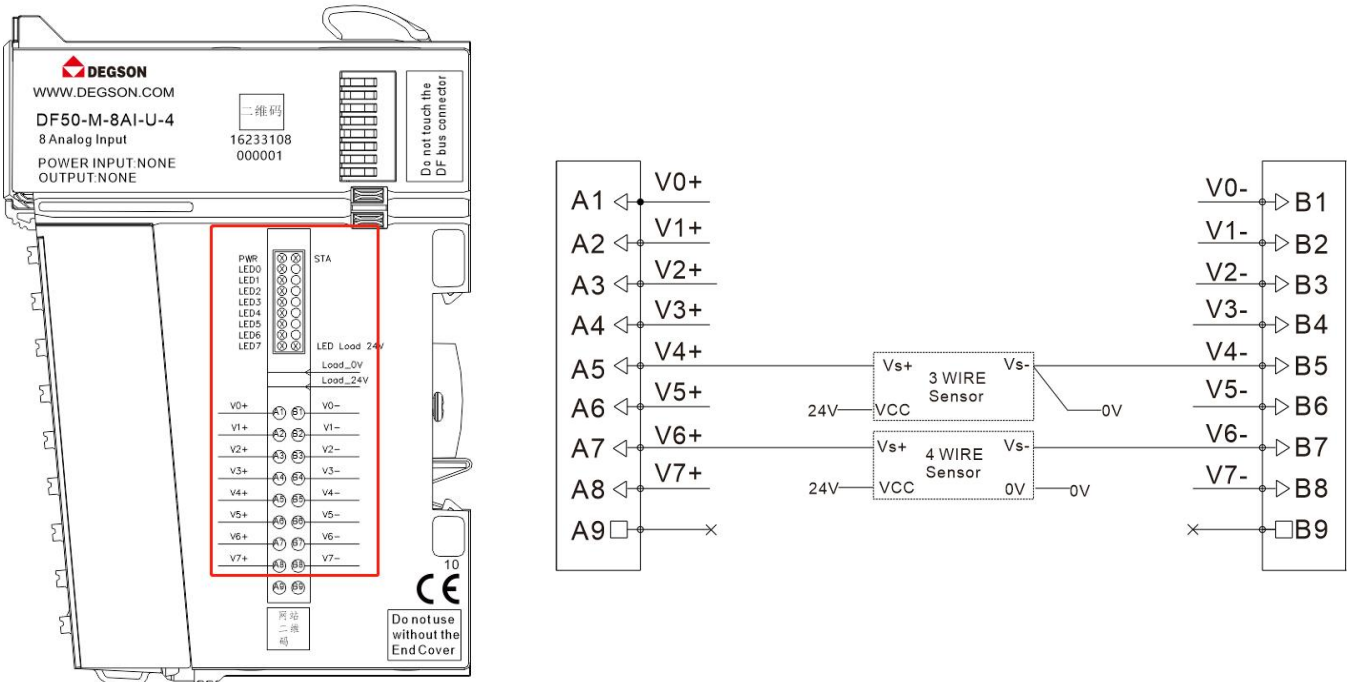 DEGSON
WWW.DEGSON.COM
DF50-M-8AI-U-4
8 Analog Input
POWER INPUT:NONE
OUTPUT:NONE
二维码
16233108
000001
Do not touch the
DF bus connector
PWR STA
LED0
LED1
LED2
LED3
LED4
LED5
LED6
LED7 LED Load 24V
Load_0V
Load_24V
V0+ A1 B1 V0-
V1+ A2 B2 V1-
V2+ A3 B3 V2-
V3+ A4 B4 V3-
V4+ A5 B5 V4-
V5+ A6 B6 V5-
V6+ A7 B7 V6-
V7+ A8 B8 V7-
A9 B9
10
CE
网站
二维
码
Do not use
without the
End Cover
A1 V0+ V0- B1
A2 V1+ V1- B2
A3 V2+ V2- B3
A4 V3+ V3- B4
A5 V4+ V4- B5
A6 V5+ V5- B6
A7 V6+ V6- B7
A8 V7+ V7- B8
A9 B9
Vs+ Vs-
3 WIRE
Sensor
24V VCC 0V
Vs+ Vs-
4 WIRE
Sensor
24V VCC 0V 0V